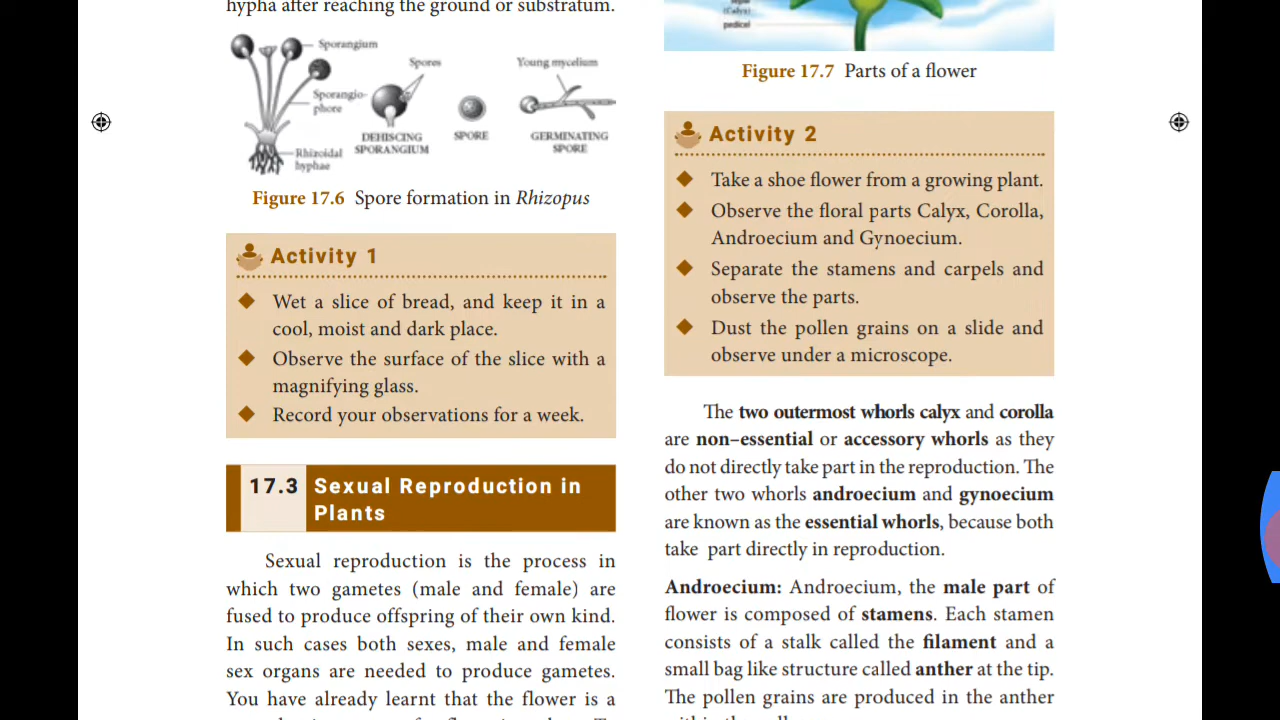 hypha after reaching the ground or substratum.
Sporangium
Spores
Young mycelium
Sporangio-
phore
DEHISCING
SPORANGIUM
SPORE
GERMINATING
SPORE
Rhizoidal
hyphae
Figure 17.6 Spore formation in Rhizopus
Activity 1
◆ Wet a slice of bread, and keep it in a
cool, moist and dark place.
◆ Observe the surface of the slice with a
magnifying glass.
◆ Record your observations for a week.
17.3 Sexual Reproduction in
Plants
Sexual reproduction is the process in
which two gametes (male and female) are
fused to produce offspring of their own kind.
In such cases both sexes, male and female
sex organs are needed to produce gametes.
You have already learnt that the flower is a
(Calyx)
pedicel
Figure 17.7 Parts of a flower
Activity 2
◆ Take a shoe flower from a growing plant.
◆ Observe the floral parts Calyx, Corolla,
Androecium and Gynoecium.
◆ Separate the stamens and carpels and
observe the parts.
◆ Dust the pollen grains on a slide and
observe under a microscope.
The two outermost whorls calyx and corolla
are non–essential or accessory whorls as they
do not directly take part in the reproduction. The
other two whorls androecium and gynoecium
are known as the essential whorls, because both
take part directly in reproduction.
Androecium: Androecium, the male part of
flower is composed of stamens. Each stamen
consists of a stalk called the filament and a
small bag like structure called anther at the tip.
The pollen grains are produced in the anther